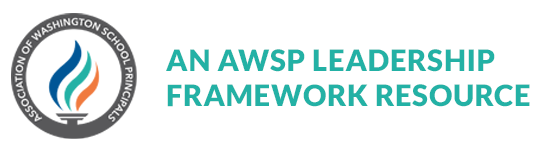 ASSOCIATION OF WASHINGTON SCHOOL PRINCIPALS
AN AWSP LEADERSHIP
FRAMEWORK RESOURCE